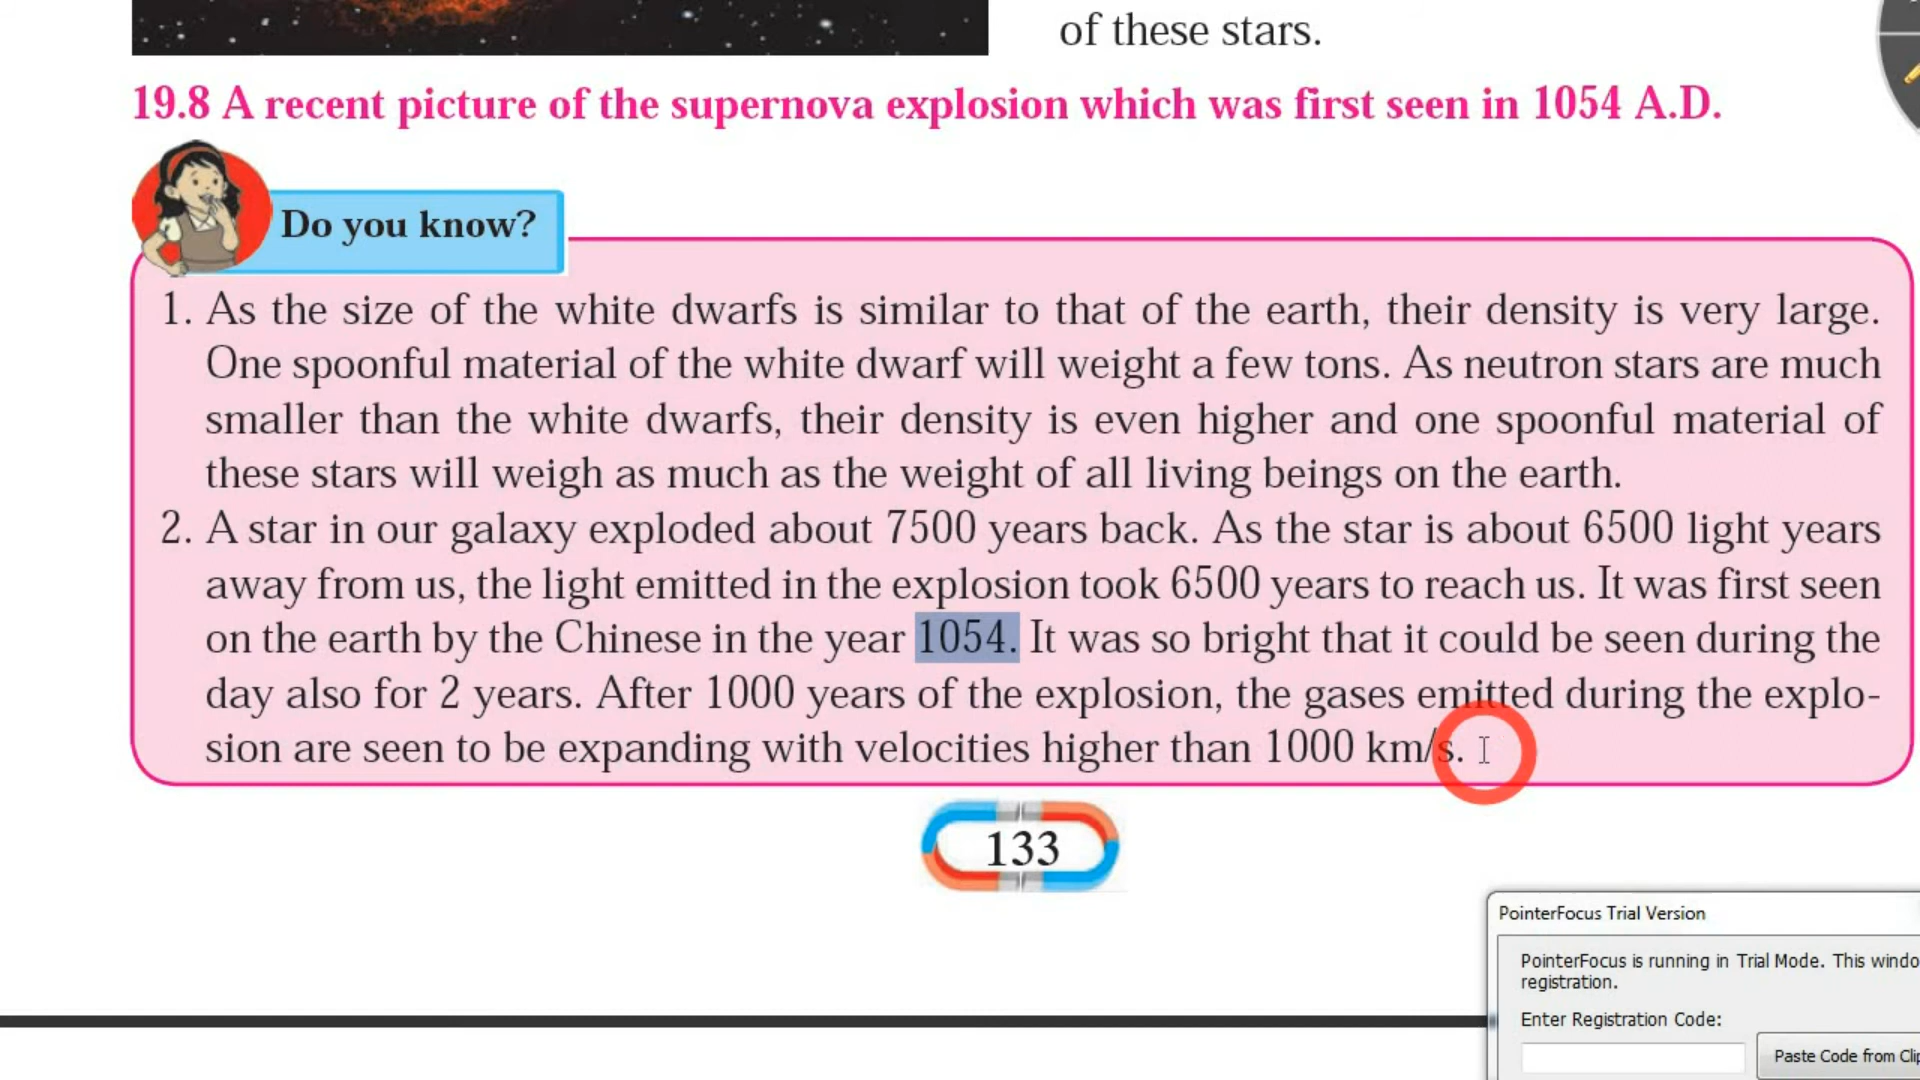 of these stars.
19.8 A recent picture of the supernova explosion which was first seen in 1054 A.D.
Do you know?
1. As the size of the white dwarfs is similar to that of the earth, their density is very large.
One spoonful material of the white dwarf will weight a few tons. As neutron stars are much
smaller than the white dwarfs, their density is even higher and one spoonful material of
these stars will weigh as much as the weight of all living beings on the earth.
2. A star in our galaxy exploded about 7500 years back. As the star is about 6500 light years
away from us, the light emitted in the explosion took 6500 years to reach us. It was first seen
on the earth by the Chinese in the year 1054. It was so bright that it could be seen during the
day also for 2 years. After 1000 years of the explosion, the gases emitted during the explo-
sion are seen to be expanding with velocities higher than 1000 km/s.
133
PointerFocus Trial Version
PointerFocus is running in Trial Mode. This windo
registration.
Enter Registration Code:
Paste Code from Clip